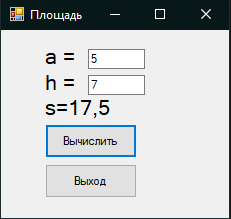 Площадь
a = 5
h = 7
s=17,5
Вычислить
Выход